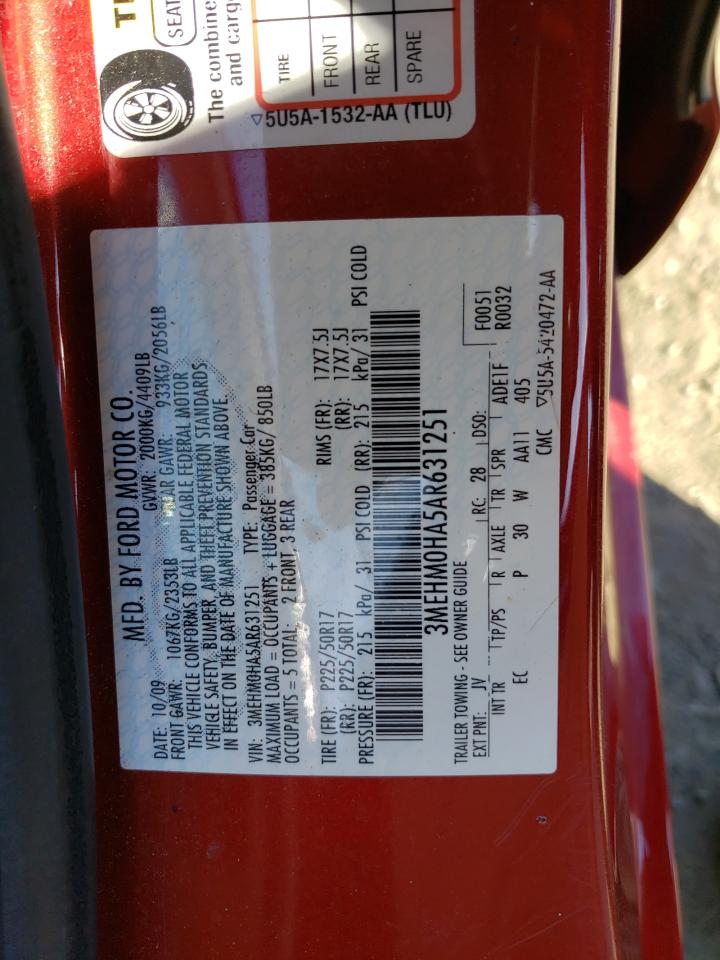 SEAT
The combine
and carg
TIRE
FRONT
REAR
SPARE
▽5U5A-1532-AA (TLU)
MFD. BY FORD MOTOR CO.
DATE: 10/09 GVWR: 2000KG/4409LB
FRONT GAWR: 1067KG/2353LB REAR GAWR: 933KG/2056LB
THIS VEHICLE CONFORMS TO ALL APPLICABLE FEDERAL MOTOR
VEHICLE SAFETY, BUMPER, AND THEFT PREVENTION STANDARDS
IN EFFECT ON THE DATE OF MANUFACTURE SHOWN ABOVE.
VIN: 3MEHM0HA5AR631251 TYPE: Passenger Car
MAXIMUM LOAD = OCCUPANTS + LUGGAGE = 385KG/ 850LB
OCCUPANTS = 5 TOTAL: 2 FRONT, 3 REAR
TIRE (FR): P225/50R17 RIMS (FR): 17X7.5J
(RR): P225/50R17 (RR): 17X7.5J
PRESSURE (FR): 215 kPa/ 31 PSI COLD (RR): 215 kPa/ 31 PSI COLD
3MEHM0HA5AR631251
TRAILER TOWING - SEE OWNER GUIDE F0051
EXT PNT: JV RC: 28 DSO: R0032
INT TR TP/PS R AXLE TR SPR ADE1F
EC P 30 W AA11 405
CMC ▽5U5A-5420472-AA